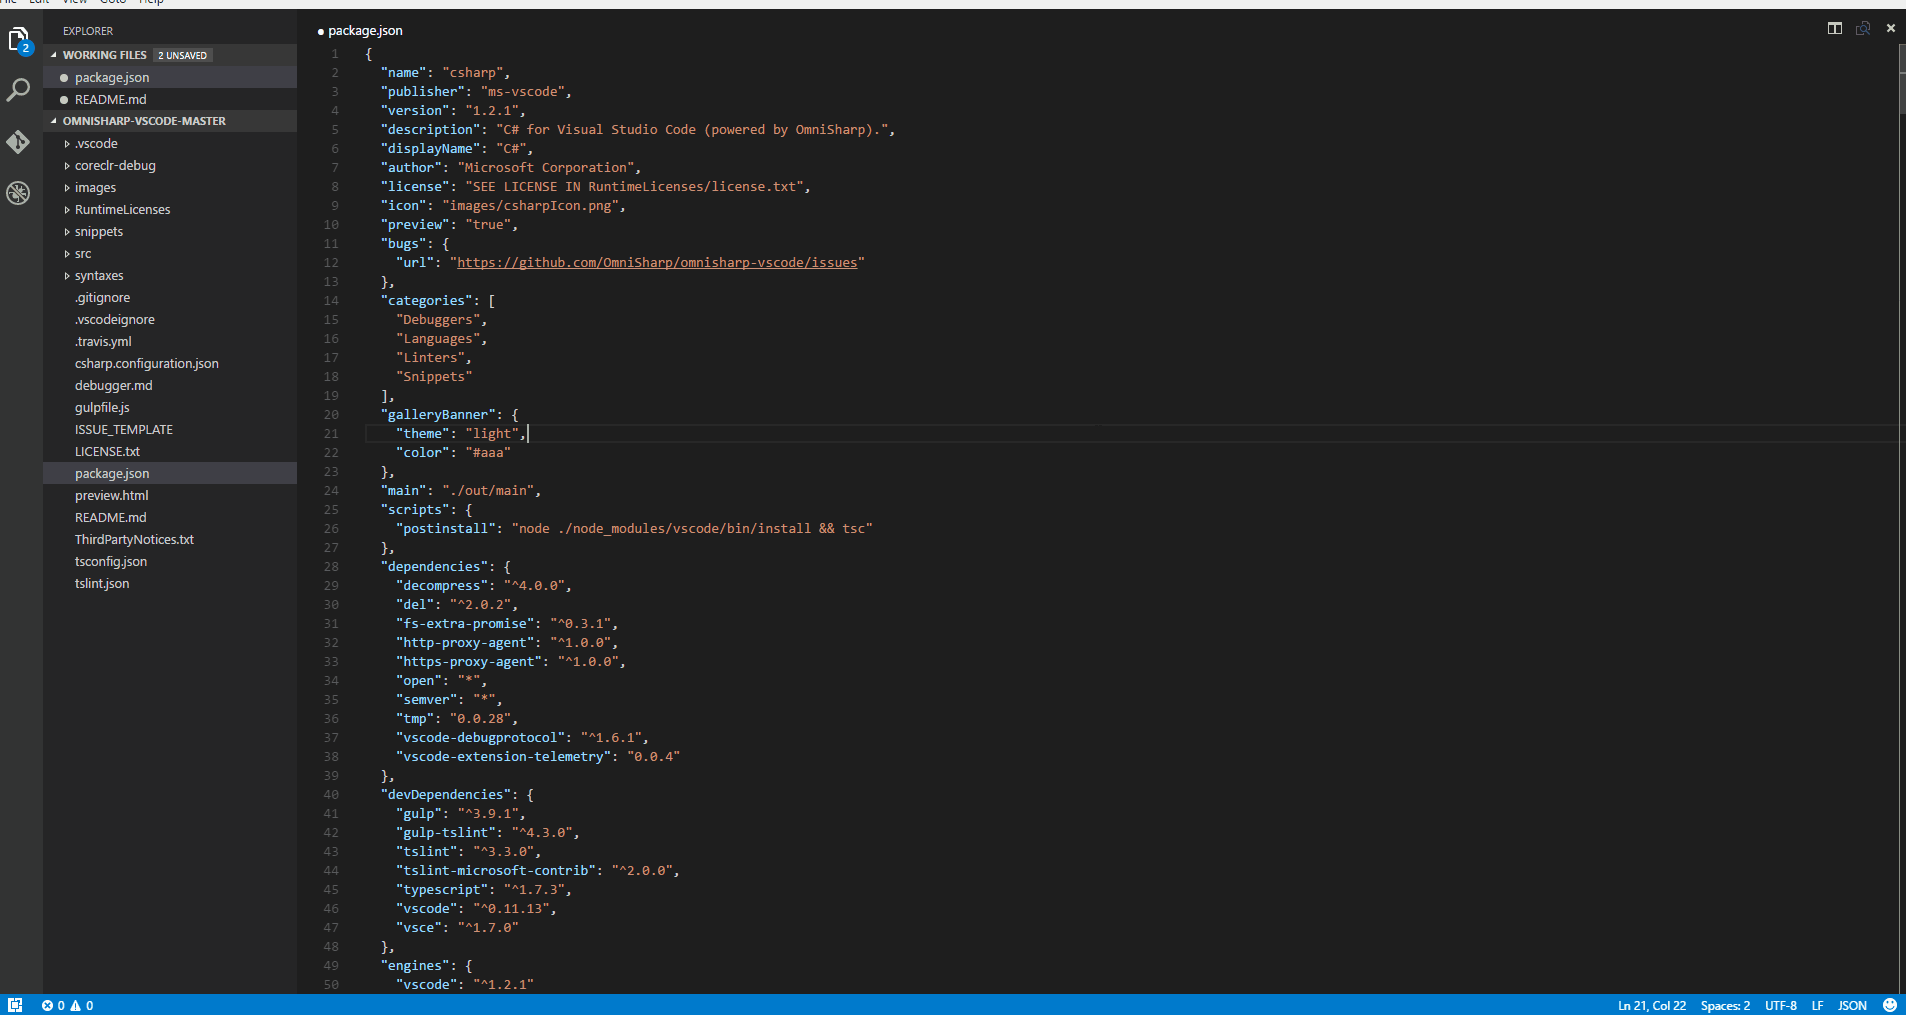 File Edit View Goto Help
EXPLORER
WORKING FILES 2 UNSAVED
package.json
README.md
OMNISHARP-VSCODE-MASTER
.vscode
coreclr-debug
images
RuntimeLicenses
snippets
src
syntaxes
.gitignore
.vscodeignore
.travis.yml
csharp.configuration.json
debugger.md
gulpfile.js
ISSUE_TEMPLATE
LICENSE.txt
package.json
preview.html
README.md
ThirdPartyNotices.txt
tsconfig.json
tslint.json
2
package.json
1 {
2 "name": "csharp",
3 "publisher": "ms-vscode",
4 "version": "1.2.1",
5 "description": "C# for Visual Studio Code (powered by OmniSharp).",
6 "displayName": "C#",
7 "author": "Microsoft Corporation",
8 "license": "SEE LICENSE IN RuntimeLicenses/license.txt",
9 "icon": "images/csharpIcon.png",
10 "preview": "true",
11 "bugs": {
12 "url": "https://github.com/OmniSharp/omnisharp-vscode/issues"
13 },
14 "categories": [
15 "Debuggers",
16 "Languages",
17 "Linters",
18 "Snippets"
19 ],
20 "galleryBanner": {
21 "theme": "light",
22 "color": "#aaa"
23 },
24 "main": "./out/main",
25 "scripts": {
26 "postinstall": "node ./node_modules/vscode/bin/install && tsc"
27 },
28 "dependencies": {
29 "decompress": "^4.0.0",
30 "del": "^2.0.2",
31 "fs-extra-promise": "^0.3.1",
32 "http-proxy-agent": "^1.0.0",
33 "https-proxy-agent": "^1.0.0",
34 "open": "*",
35 "semver": "*",
36 "tmp": "0.0.28",
37 "vscode-debugprotocol": "^1.6.1",
38 "vscode-extension-telemetry": "0.0.4"
39 },
40 "devDependencies": {
41 "gulp": "^3.9.1",
42 "gulp-tslint": "^4.3.0",
43 "tslint": "^3.3.0",
44 "tslint-microsoft-contrib": "^2.0.0",
45 "typescript": "^1.7.3",
46 "vscode": "^0.11.13",
47 "vsce": "^1.7.0"
48 },
49 "engines": {
50 "vscode": "^1.2.1"
0 0 Ln 21, Col 22 Spaces: 2 UTF-8 LF JSON